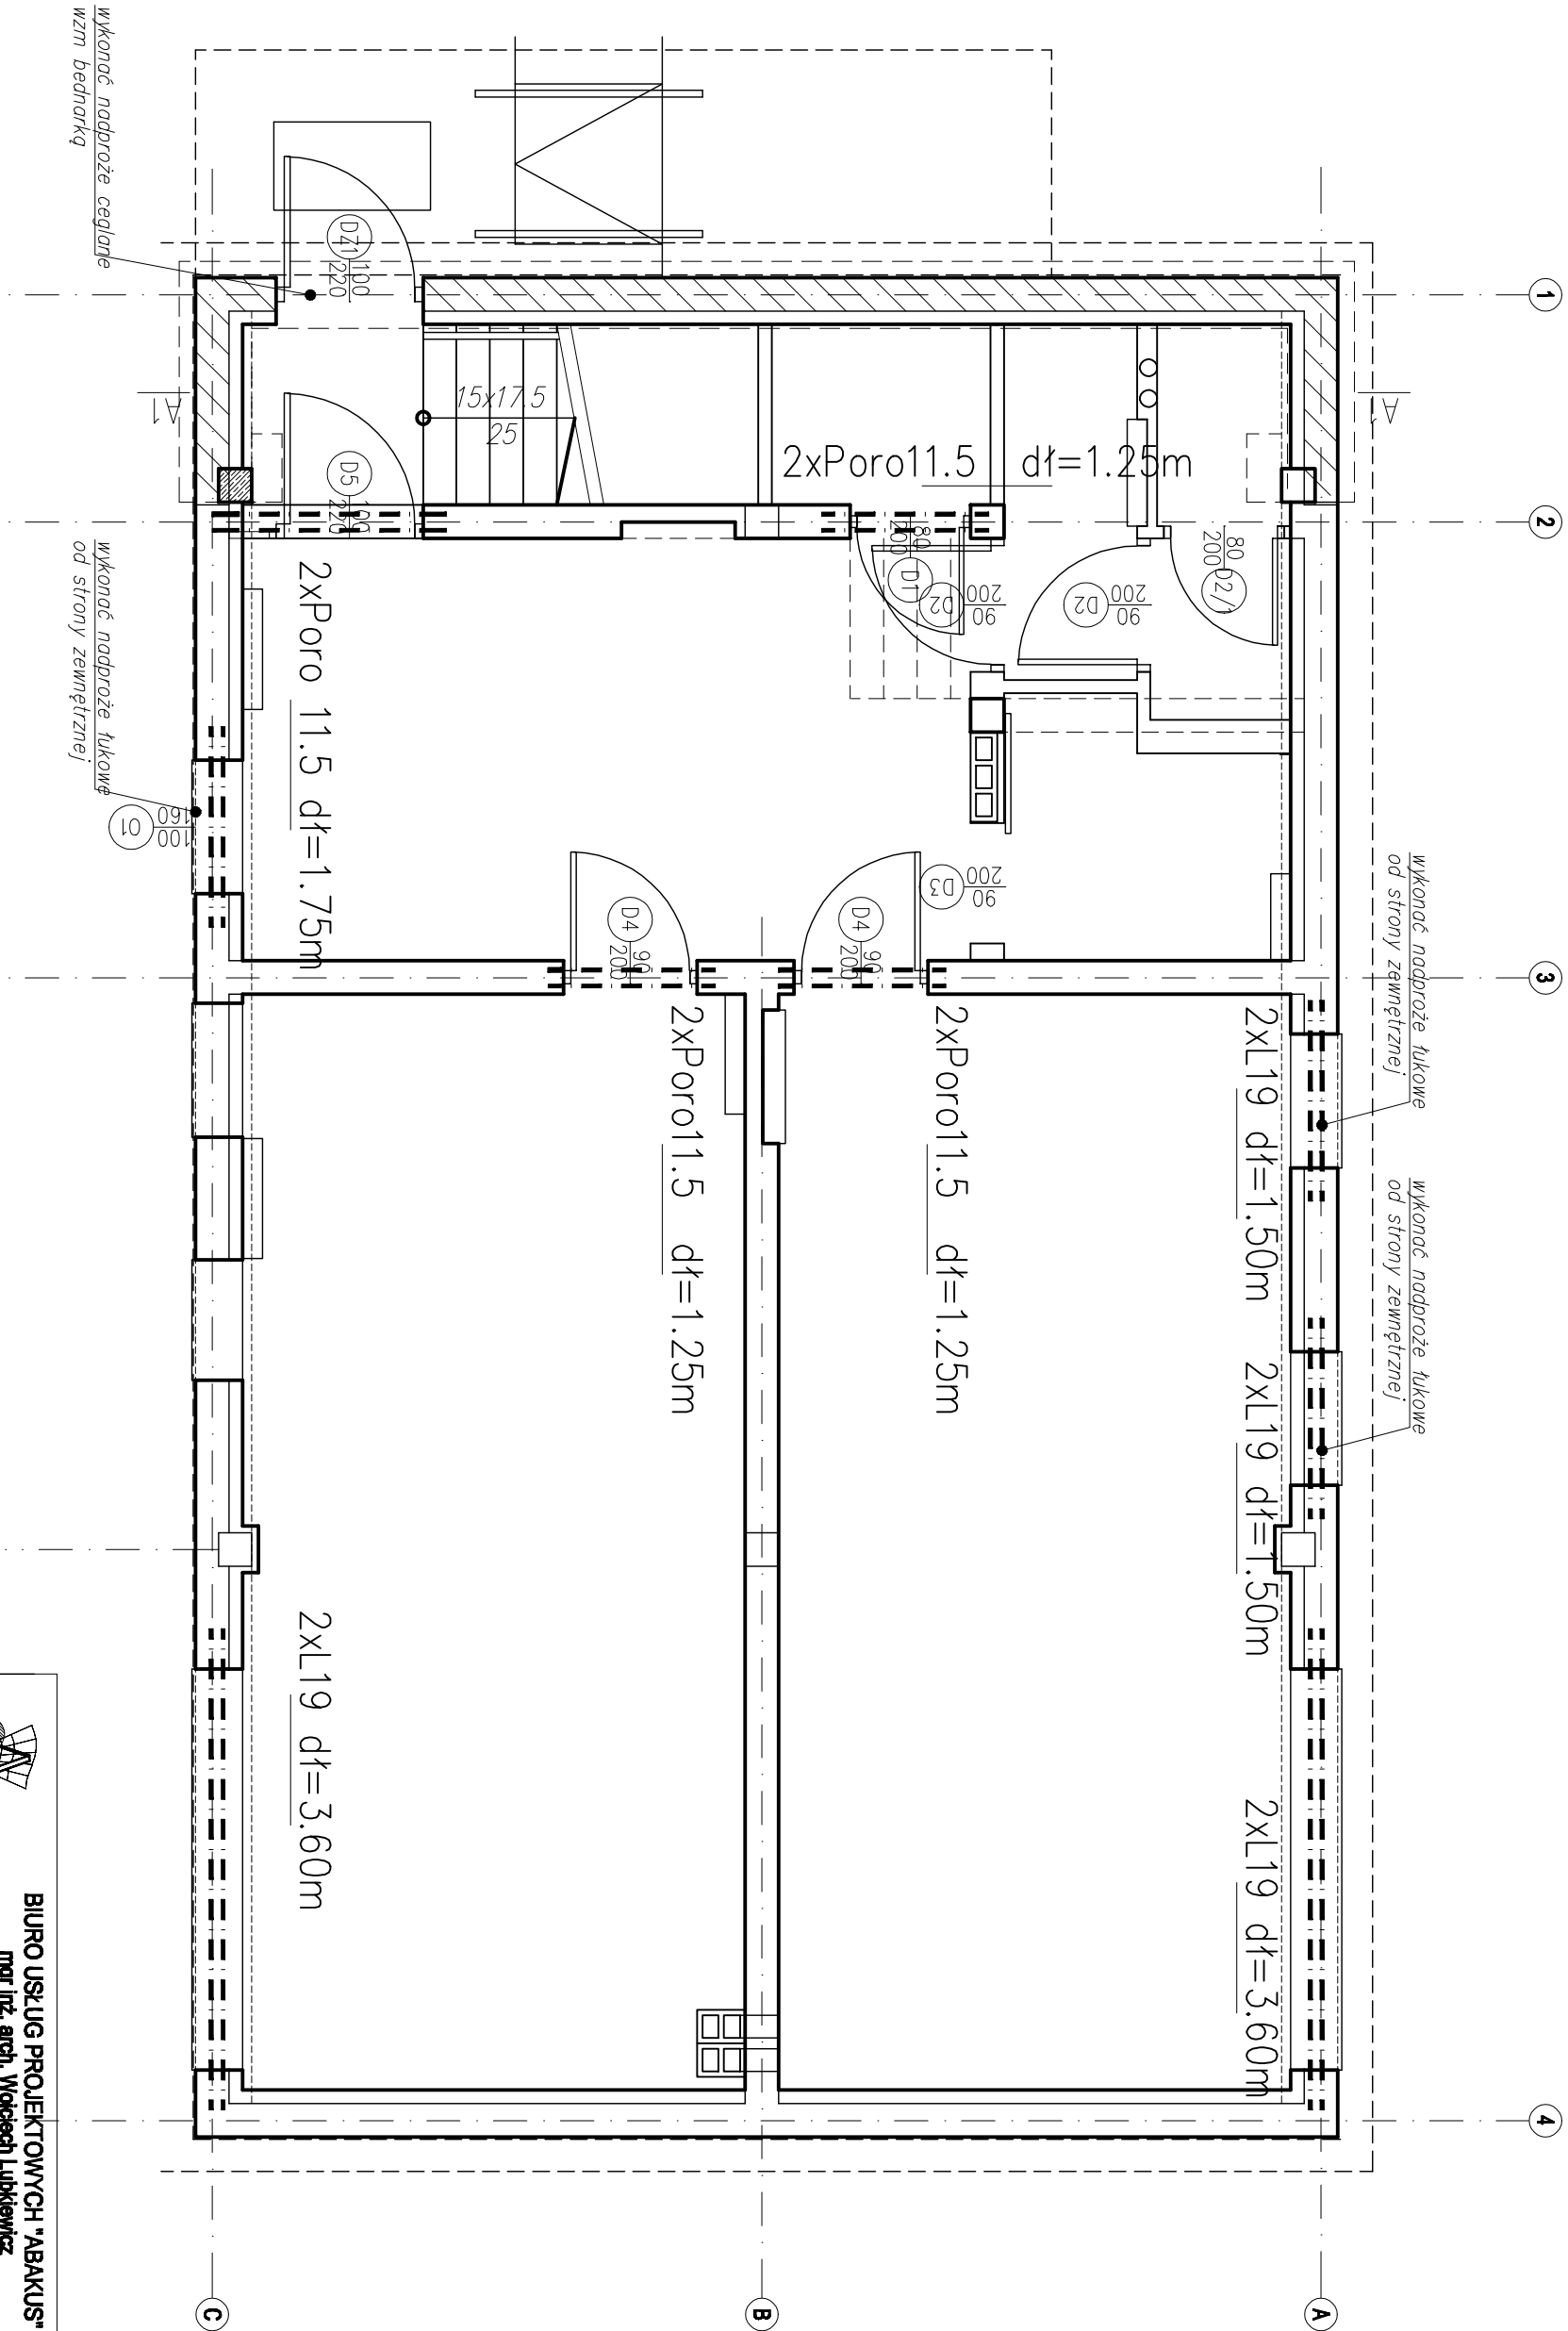 1
2
3
4
A
B
C
wykonać nadproże ceglane
wzm bednarką
wykonać nadproże łukowe
od strony zewnętrznej
wykonać nadproże łukowe
od strony zewnętrznej
wykonać nadproże łukowe
od strony zewnętrznej
A1
A1
DZ1 100
220
D5 100
220
15x17.5
25
2xPoro11.5 dł=1.25m
D1 80
200
D2 90
200
D2 90
200
D2/1 80
200
D3 90
200
D4 90
200
D4 90
200
O1 100
160
2xPoro 11.5 dł=1.75m
2xPoro11.5 dł=1.25m
2xPoro11.5 dł=1.25m
2xL19 dł=1.50m
2xL19 dł=1.50m
2xL19 dł=3.60m
2xL19 dł=3.60m
BIURO USŁUG PROJEKTOWYCH "ABAKUS"
mgr inż. arch. Wojciech Lubkiewicz